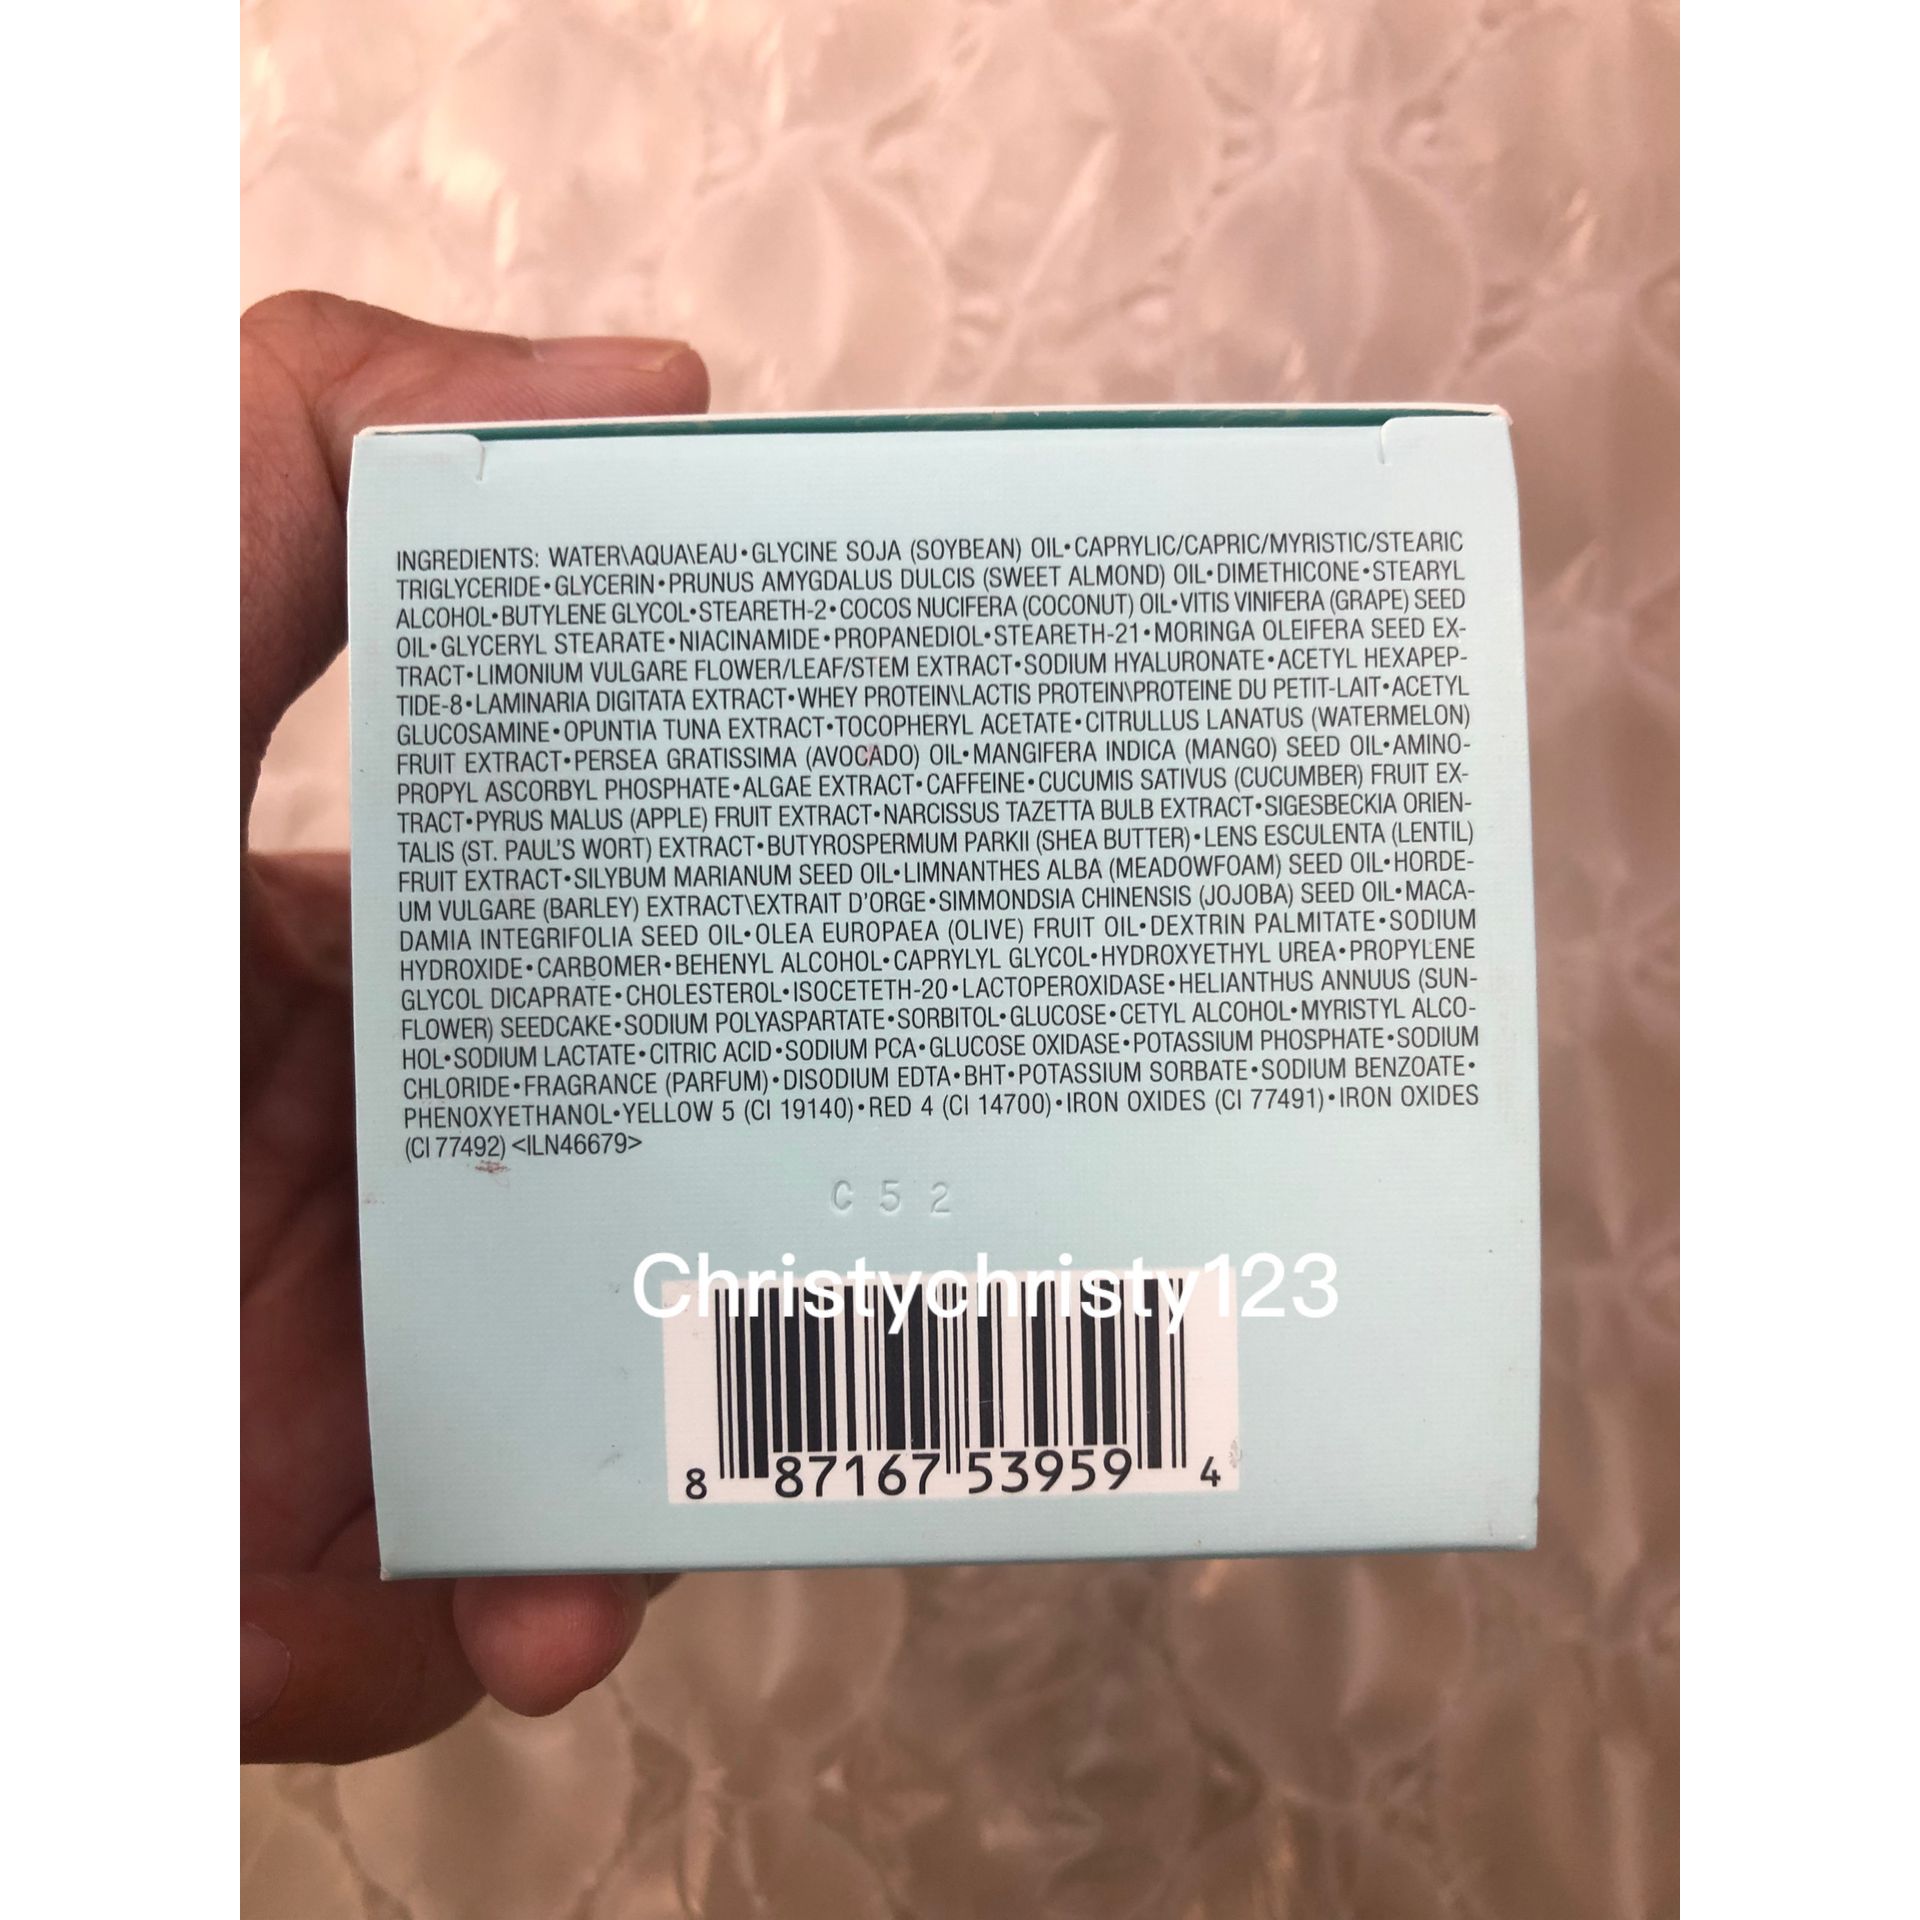 INGREDIENTS: WATER\AQUA\EAU•GLYCINE SOJA (SOYBEAN) OIL•CAPRYLIC/CAPRIC/MYRISTIC/STEARIC
TRIGLYCERIDE•GLYCERIN•PRUNUS AMYGDALUS DULCIS (SWEET ALMOND) OIL•DIMETHICONE•STEARYL
ALCOHOL•BUTYLENE GLYCOL•STEARETH-2•COCOS NUCIFERA (COCONUT) OIL•VITIS VINIFERA (GRAPE) SEED
OIL•GLYCERYL STEARATE•NIACINAMIDE•PROPANEDIOL•STEARETH-21•MORINGA OLEIFERA SEED EX-
TRACT•LIMONIUM VULGARE FLOWER/LEAF/STEM EXTRACT•SODIUM HYALURONATE•ACETYL HEXAPEP-
TIDE-8•LAMINARIA DIGITATA EXTRACT•WHEY PROTEIN\LACTIS PROTEIN\PROTEINE DU PETIT-LAIT•ACETYL
GLUCOSAMINE•OPUNTIA TUNA EXTRACT•TOCOPHERYL ACETATE•CITRULLUS LANATUS (WATERMELON)
FRUIT EXTRACT•PERSEA GRATISSIMA (AVOCADO) OIL•MANGIFERA INDICA (MANGO) SEED OIL•AMINO-
PROPYL ASCORBYL PHOSPHATE•ALGAE EXTRACT•CAFFEINE•CUCUMIS SATIVUS (CUCUMBER) FRUIT EX-
TRACT•PYRUS MALUS (APPLE) FRUIT EXTRACT•NARCISSUS TAZETTA BULB EXTRACT•SIGESBECKIA ORIEN-
TALIS (ST. PAUL'S WORT) EXTRACT•BUTYROSPERMUM PARKII (SHEA BUTTER)•LENS ESCULENTA (LENTIL)
FRUIT EXTRACT•SILYBUM MARIANUM SEED OIL•LIMNANTHES ALBA (MEADOWFOAM) SEED OIL•HORDE-
UM VULGARE (BARLEY) EXTRACT\EXTRAIT D'ORGE•SIMMONDSIA CHINENSIS (JOJOBA) SEED OIL•MACA-
DAMIA INTEGRIFOLIA SEED OIL•OLEA EUROPAEA (OLIVE) FRUIT OIL•DEXTRIN PALMITATE•SODIUM
HYDROXIDE•CARBOMER•BEHENYL ALCOHOL•CAPRYLYL GLYCOL•HYDROXYETHYL UREA•PROPYLENE
GLYCOL DICAPRATE•CHOLESTEROL•ISOCETETH-20•LACTOPEROXIDASE•HELIANTHUS ANNUUS (SUN-
FLOWER) SEEDCAKE•SODIUM POLYASPARTATE•SORBITOL•GLUCOSE•CETYL ALCOHOL•MYRISTYL ALCO-
HOL•SODIUM LACTATE•CITRIC ACID•SODIUM PCA•GLUCOSE OXIDASE•POTASSIUM PHOSPHATE•SODIUM
CHLORIDE•FRAGRANCE (PARFUM)•DISODIUM EDTA•BHT•POTASSIUM SORBATE•SODIUM BENZOATE•
PHENOXYETHANOL•YELLOW 5 (CI 19140)•RED 4 (CI 14700)•IRON OXIDES (CI 77491)•IRON OXIDES
(CI 77492) <ILN46679>
C 5 2
Christychristy123
8 87167 53959 4